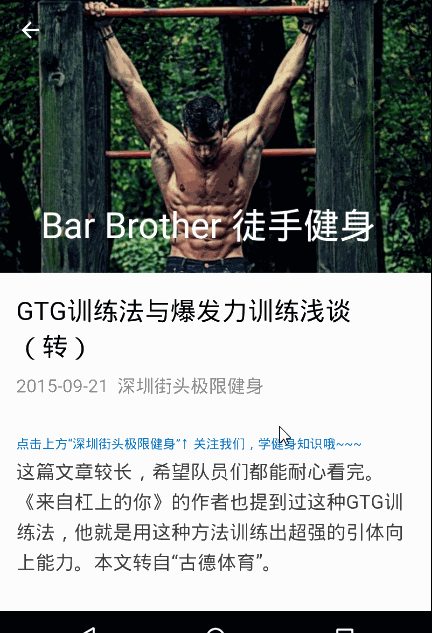 Bar Brother 徒手健身
GTG训练法与爆发力训练浅谈
（转）
2015-09-21 深圳街头极限健身
点击上方“深圳街头极限健身”↑ 关注我们，学健身知识哦~~~
这篇文章较长，希望队员们都能耐心看完。
《来自杠上的你》的作者也提到过这种GTG训
练法，他就是用这种方法训练出超强的引体向
上能力。本文转自“古德体育”。